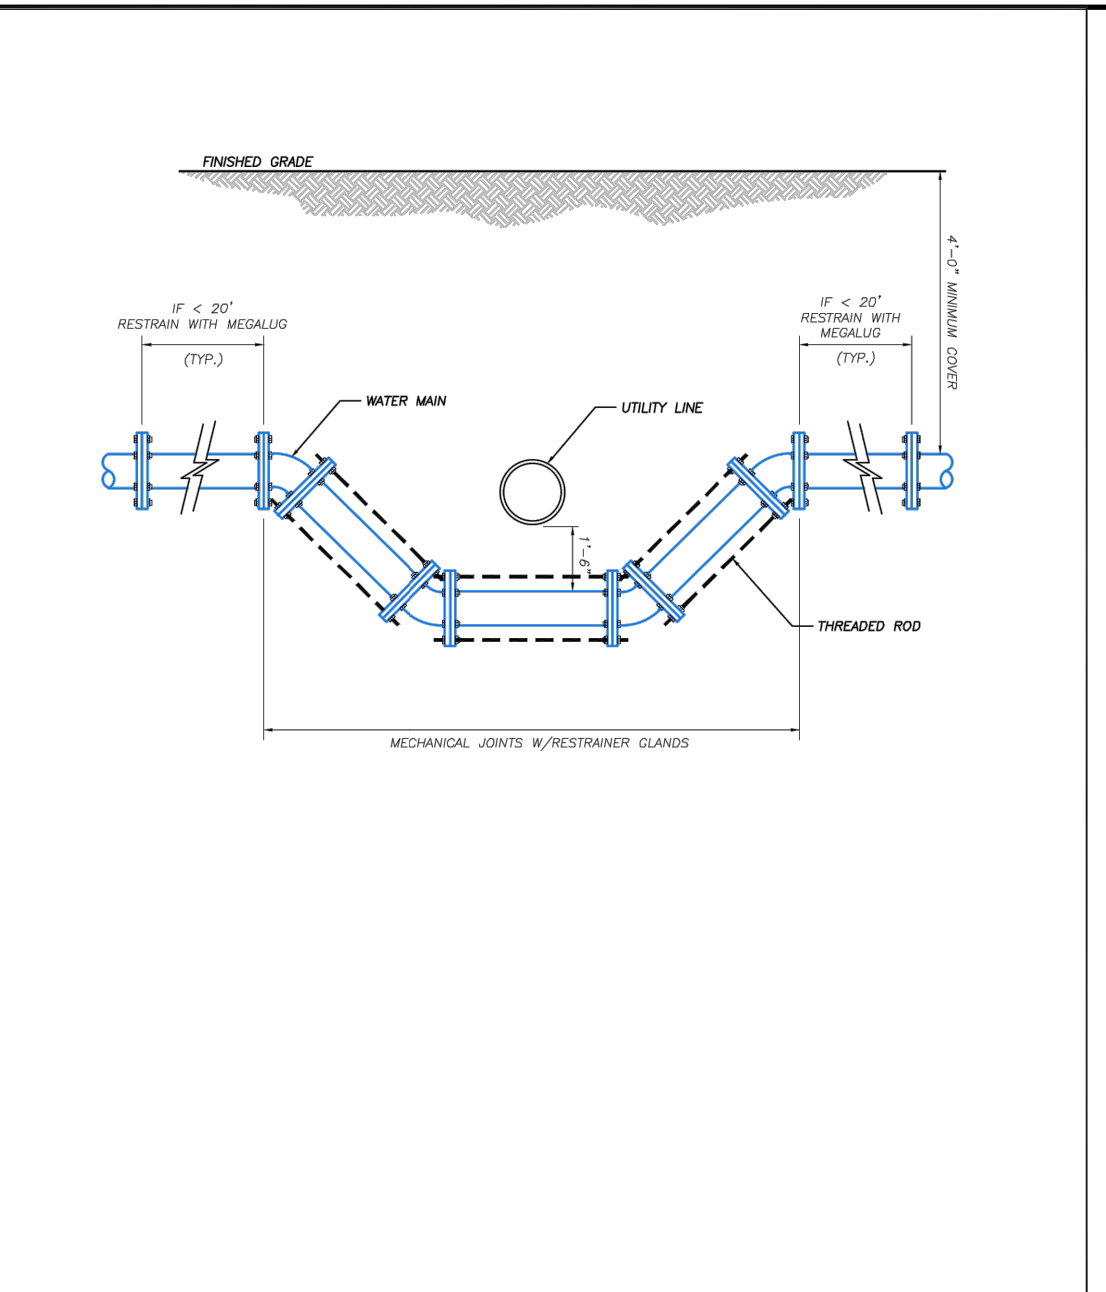 FINISHED GRADE
4'-0" MINIMUM COVER
IF < 20'
RESTRAIN WITH MEGALUG
(TYP.)
IF < 20'
RESTRAIN WITH
MEGALUG
(TYP.)
WATER MAIN
UTILITY LINE
1'-6"
THREADED ROD
MECHANICAL JOINTS W/RESTRAINER GLANDS